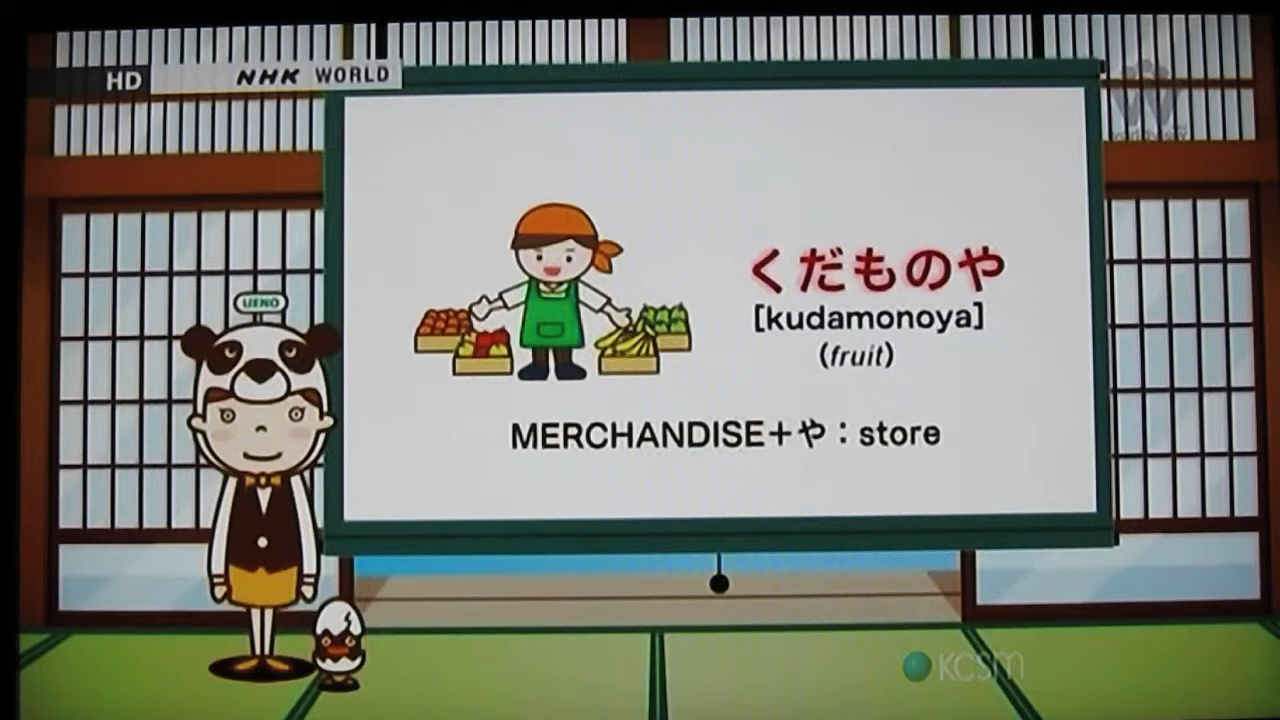 HD NHK WORLD
UENO
くだものや
[kudamonoya]
(fruit)
MERCHANDISE+や：store
KCSM